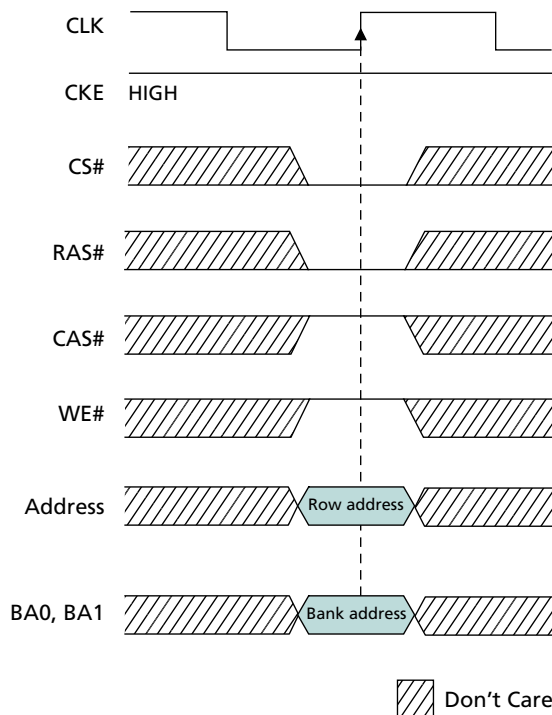 CLK
CKE HIGH
CS#
RAS#
CAS#
WE#
Address Row address
BA0, BA1 Bank address
Don't Care